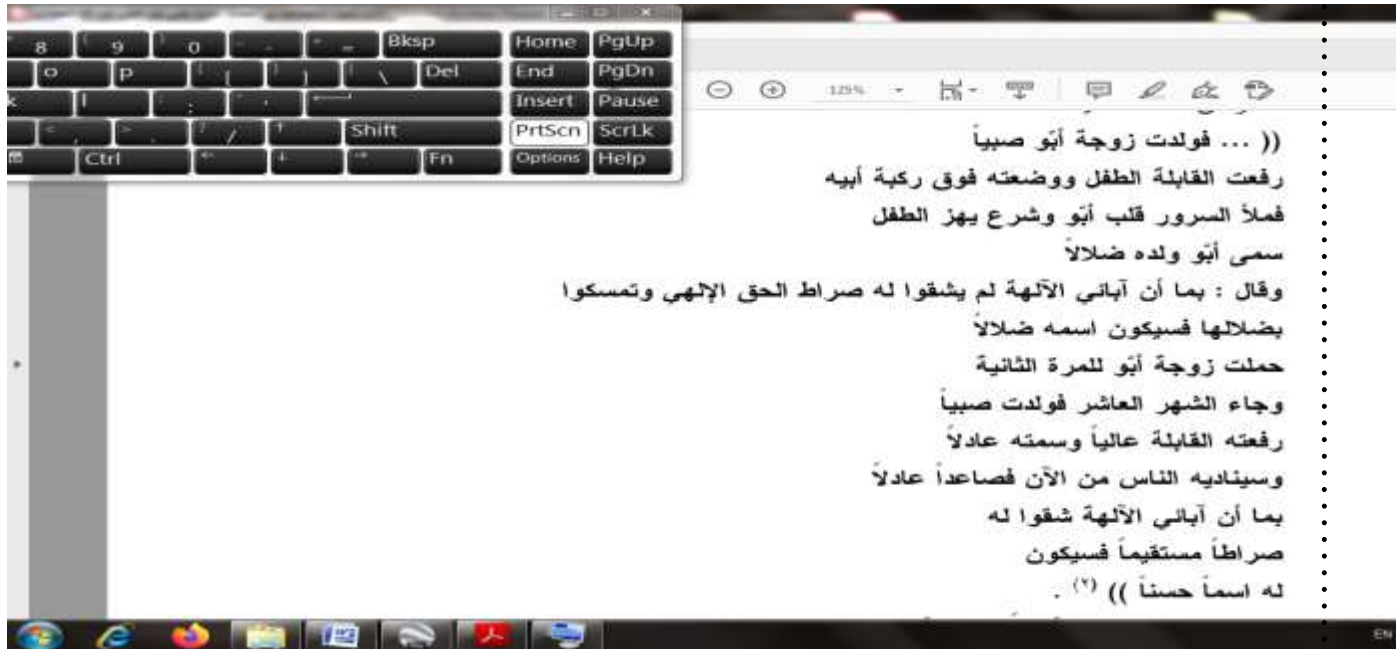 8 9 0 - = Bksp Home PgUp
o p [ ] \ Del End PgDn
k l ; ' Insert Pause
< , > . ? / Shift PrtScn ScrLk
Ctrl Fn Options Help
125%
(( ... فولدت زوجة أبّو صبياً
رفعت القابلة الطفل ووضعته فوق ركبة أبيه
فملأ السرور قلب أبّو وشرع يهز الطفل
سمى أبّو ولده ضلالاً
وقال : بما أن آبائي الآلهة لم يشقوا له صراط الحق الإلهي وتمسكوا
بضلالها فسيكون اسمه ضلالاً
حملت زوجة أبّو للمرة الثانية
وجاء الشهر العاشر فولدت صبياً
رفعته القابلة عالياً وسمته عادلاً
وسيناديه الناس من الآن فصاعداً عادلاً
بما أن آبائي الآلهة شقوا له
صراطاً مستقيماً فسيكون
له اسماً حسناً )) (٢) .
EN